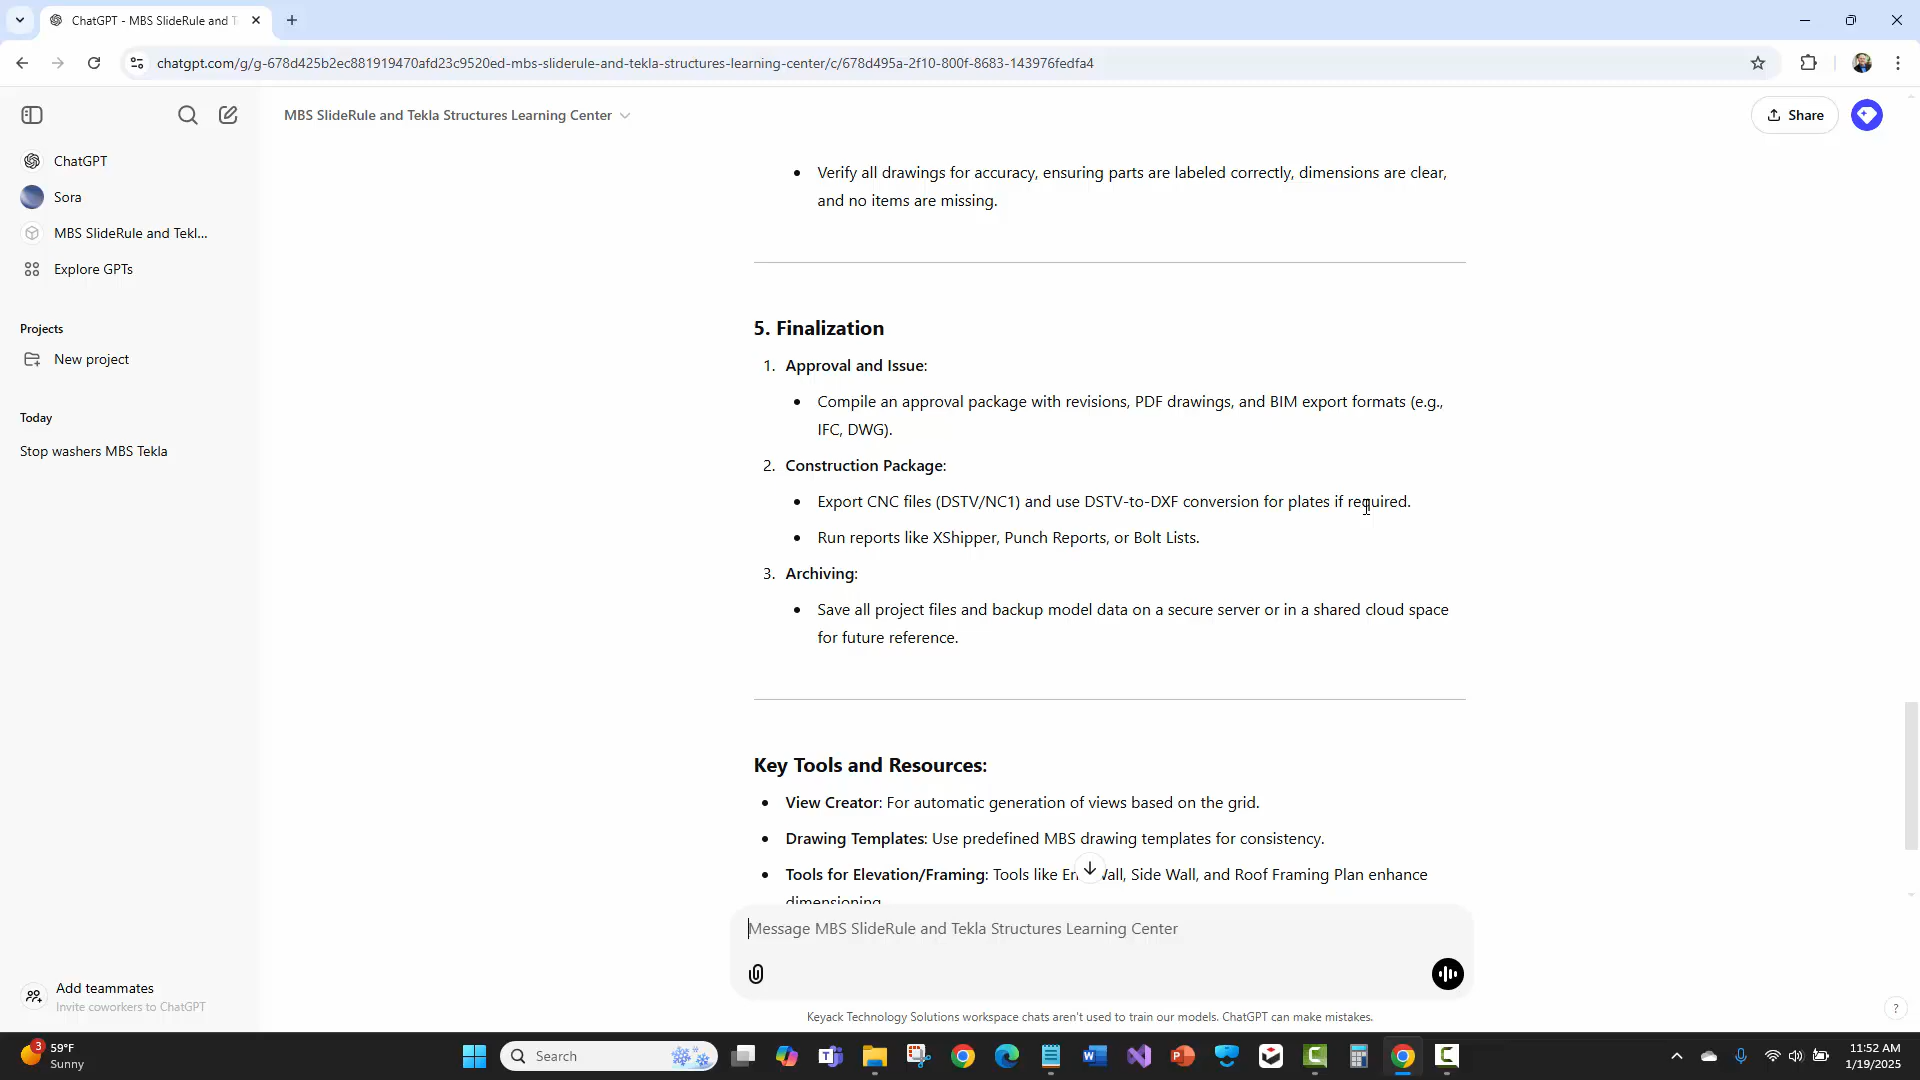 ChatGPT - MBS SlideRule and T
chatgpt.com/g/g-678d425b2ec881919470afd23c9520ed-mbs-sliderule-and-tekla-structures-learning-center/c/678d495a-2f10-800f-8683-143976fedfa4
MBS SlideRule and Tekla Structures Learning Center
Share
ChatGPT
Sora
MBS SlideRule and Tekl...
Explore GPTs
Projects
New project
Today
Stop washers MBS Tekla
• Verify all drawings for accuracy, ensuring parts are labeled correctly, dimensions are clear,
and no items are missing.
5. Finalization
1. Approval and Issue:
• Compile an approval package with revisions, PDF drawings, and BIM export formats (e.g.,
IFC, DWG).
2. Construction Package:
• Export CNC files (DSTV/NC1) and use DSTV-to-DXF conversion for plates if required.
• Run reports like XShipper, Punch Reports, or Bolt Lists.
3. Archiving:
• Save all project files and backup model data on a secure server or in a shared cloud space
for future reference.
Key Tools and Resources:
• View Creator: For automatic generation of views based on the grid.
• Drawing Templates: Use predefined MBS drawing templates for consistency.
• Tools for Elevation/Framing: Tools like En Wall, Side Wall, and Roof Framing Plan enhance
dimensioning
Message MBS SlideRule and Tekla Structures Learning Center
Add teammates
Invite coworkers to ChatGPT
Keyack Technology Solutions workspace chats aren't used to train our models. ChatGPT can make mistakes.
?
3
59°F
Sunny
Search
11:52 AM
1/19/2025